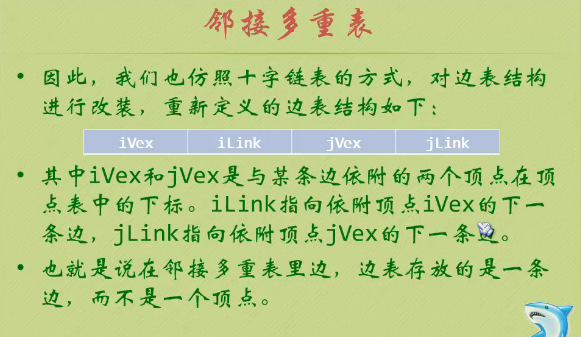 邻接多重表
• 因此，我们也仿照十字链表的方式，对边表结构
进行改装，重新定义的边表结构如下：
iVex iLink jVex jLink
• 其中iVex和jVex是与某条边依附的两个顶点在顶
点表中的下标。iLink指向依附顶点iVex的下一
条边，jLink指向依附顶点jVex的下一条边。
• 也就是说在邻接多重表里边，边表存放的是一条
边，而不是一个顶点。